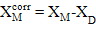 X_M^corr = X_M-X_D